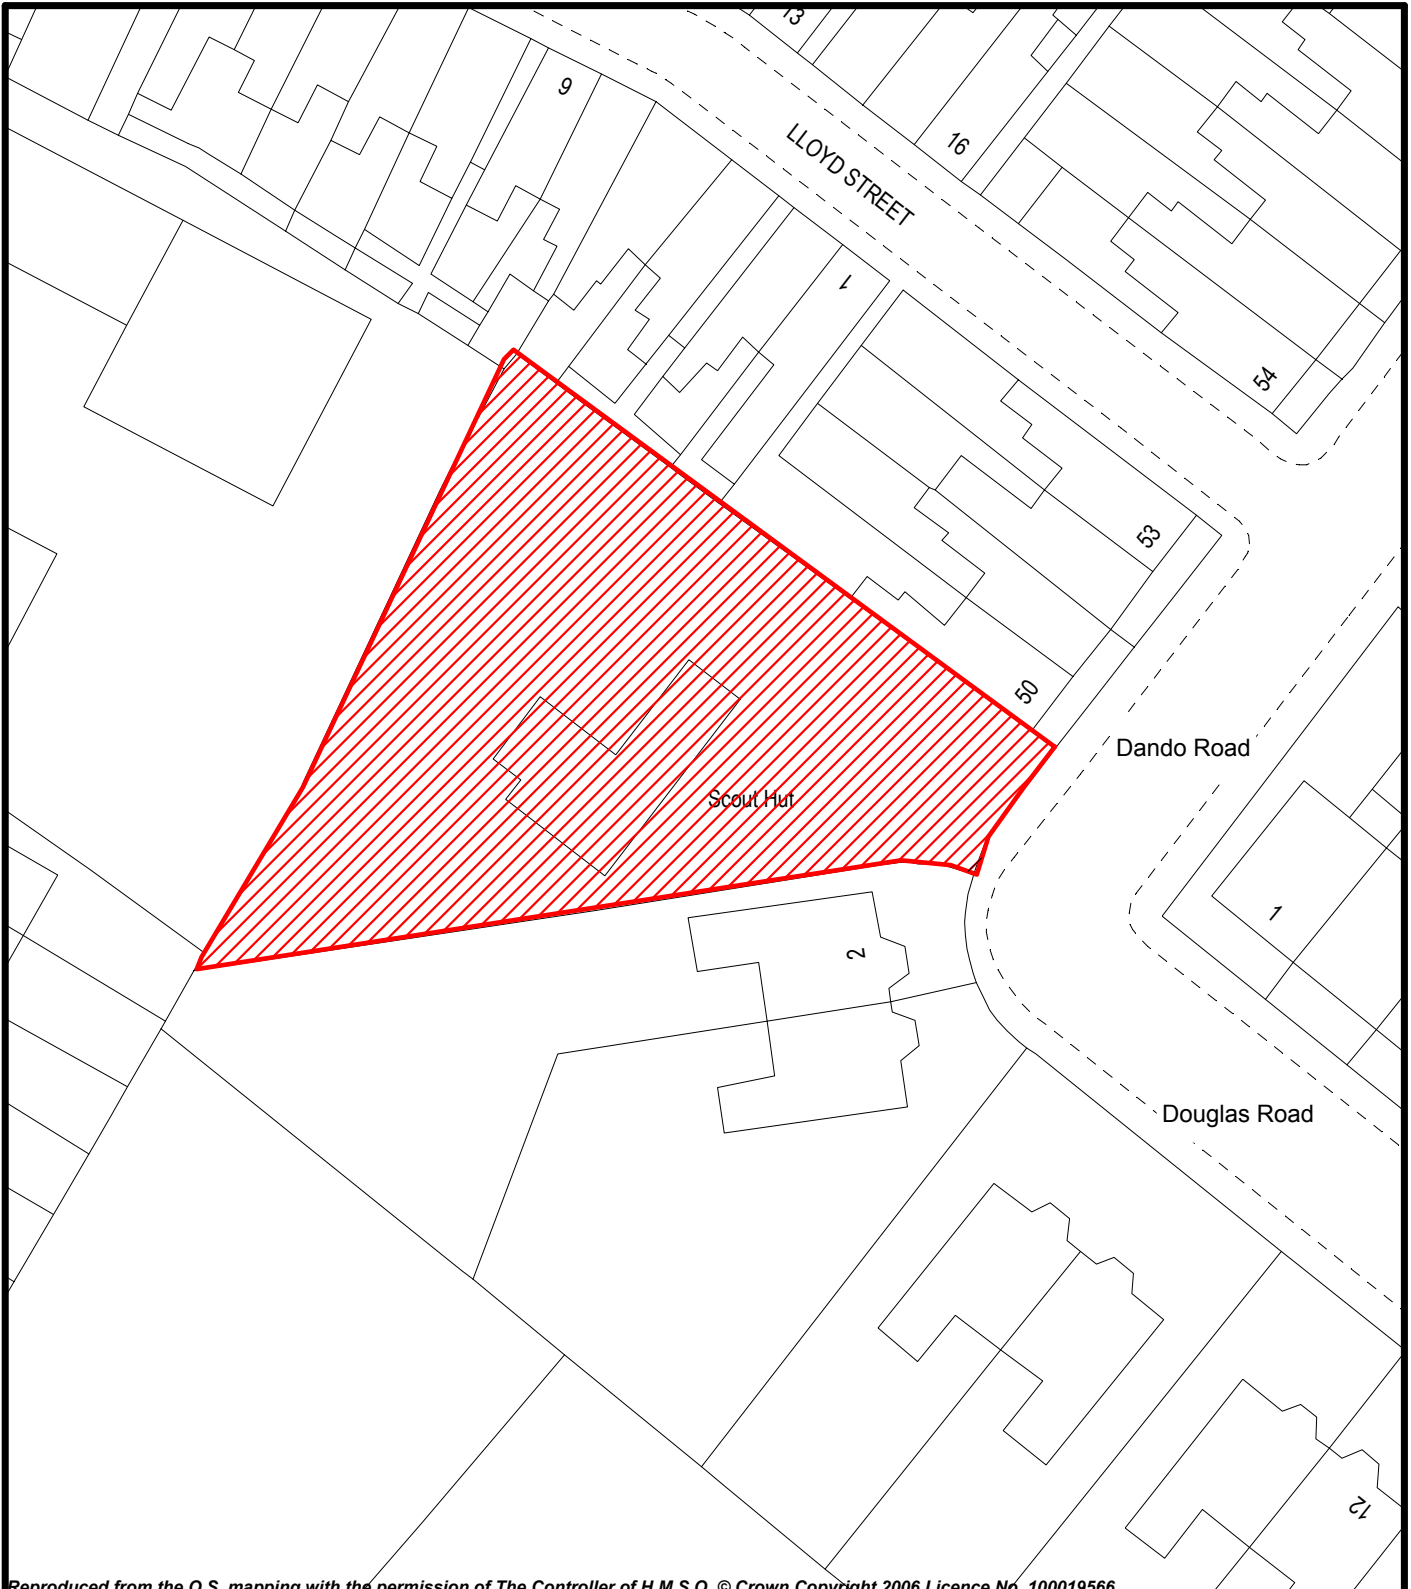 13
9
16
LLOYD STREET
1
54
53
50
Dando Road
Scout Hut
1
2
Douglas Road
12
Reproduced from the O.S. mapping with the permission of The Controller of H.M.S.O. © Crown Copyright 2006 Licence No. 100019566